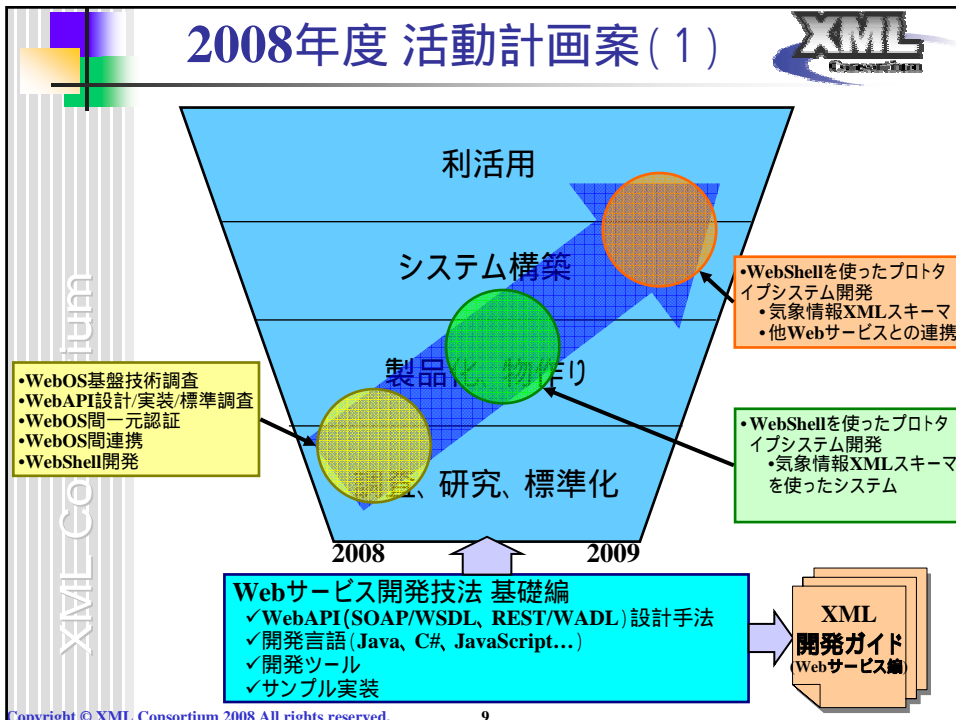 2008年度 活動計画案(1)
XML
Consortium
利活用
システム構築
製品化、物作り
調査、研究、標準化
2008
2009
•WebOS基盤技術調査
•WebAPI設計/実装/標準調査
•WebOS間一元認証
•WebOS間連携
•WebShell開発
•WebShellを使ったプロトタ
イプシステム開発
•気象情報XMLスキーマ
•他Webサービスとの連携
•WebShellを使ったプロトタ
イプシステム開発
•気象情報XMLスキーマ
を使ったシステム
Webサービス開発技法 基礎編
✓WebAPI(SOAP/WSDL、REST/WADL)設計手法
✓開発言語(Java、C#、JavaScript…)
✓開発ツール
✓サンプル実装
XML
開発ガイド
(Webサービス編)
XML Consortium
Copyright © XML Consortium 2008 All rights reserved.
9